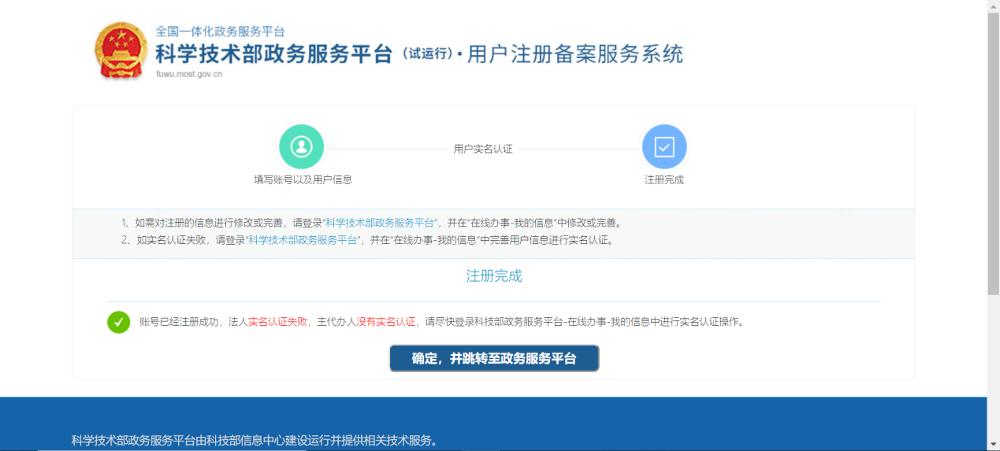 全国一体化政务服务平台
科学技术部政务服务平台（试运行）·用户注册备案服务系统
fuwu.most.gov.cn
用户实名认证
填写账号以及用户信息
注册完成
1、如需对注册的信息进行修改或完善，请登录“科学技术部政务服务平台”，并在“在线办事-我的信息”中修改或完善。
2、如实名认证失败，请登录“科学技术部政务服务平台”，并在“在线办事-我的信息”中完善用户信息进行实名认证。
注册完成
账号已经注册成功，法人实名认证失败，主代办人没有实名认证，请尽快登录科技部政务服务平台-在线办事-我的信息中进行实名认证操作。
确定，并跳转至政务服务平台
科学技术部政务服务平台由科技部信息中心建设运行并提供相关技术服务。